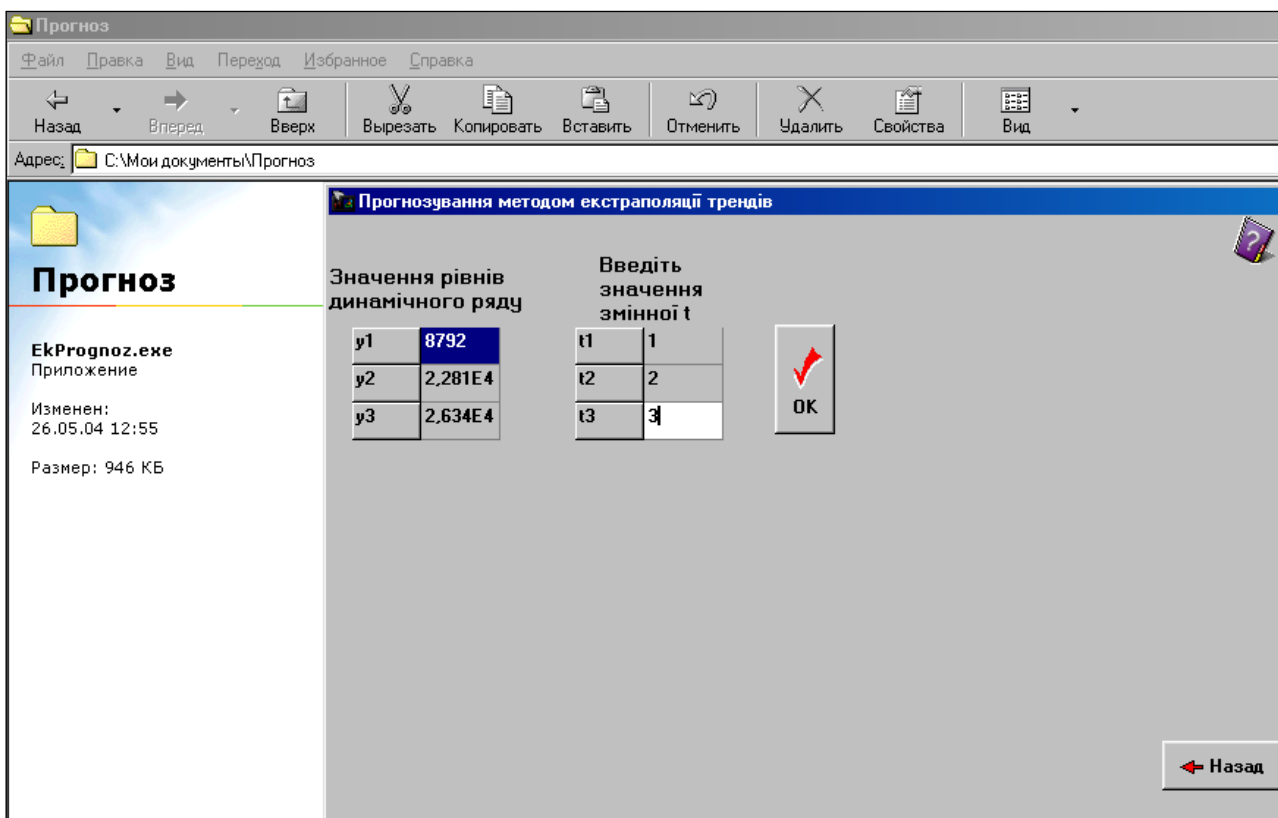 Прогноз
Файл Правка Вид Переход Избранное Справка
Назад Вперед Вверх Вырезать Копировать Вставить Отменить Удалить Свойства Вид
Адрес: C:\Мои документы\Прогноз
Прогнозування методом екстраполяції трендів
Прогноз
EkPrognoz.exe
Приложение
Изменен:
26.05.04 12:55
Размер: 946 КБ
Значення рівнів
динамічного ряду
Введіть
значення
змінної t
y1 8792 t1 1
y2 2,281E4 t2 2
y3 2,634E4 t3 3
OK
?
Назад